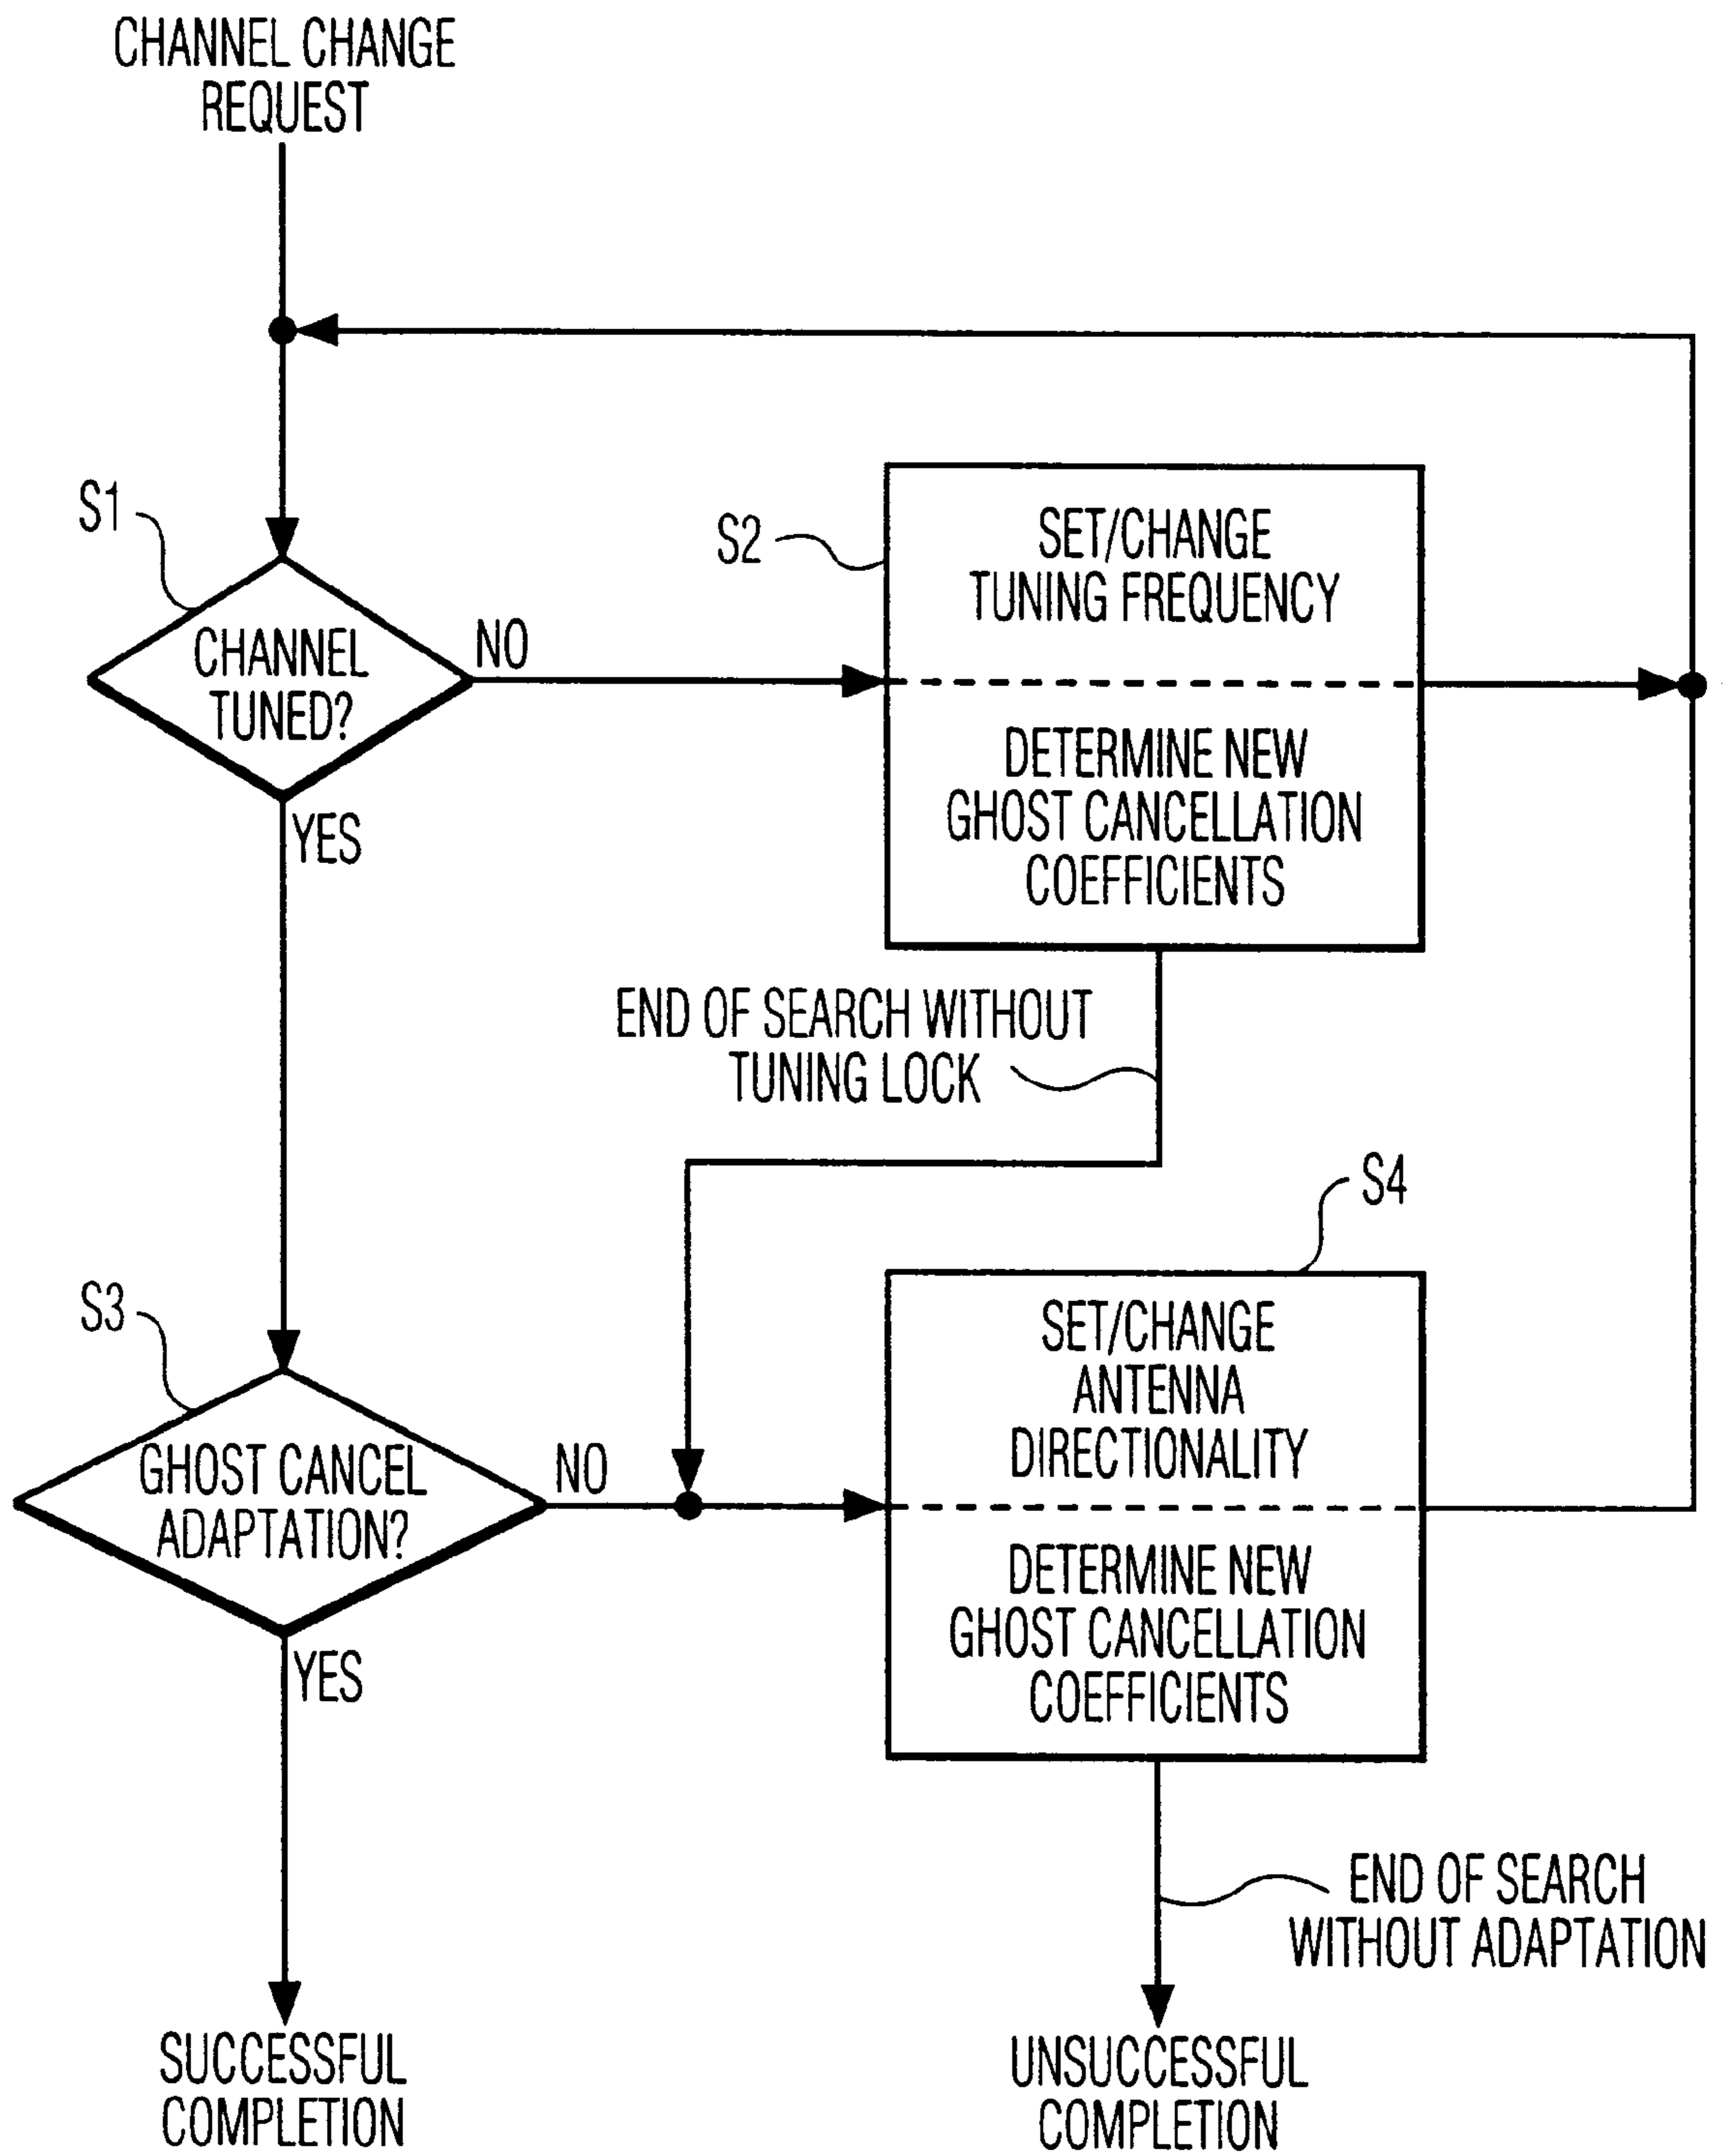 CHANNEL CHANGE
REQUEST
S1
CHANNEL
TUNED?
NO
YES
S2
SET/CHANGE
TUNING FREQUENCY
DETERMINE NEW
GHOST CANCELLATION
COEFFICIENTS
END OF SEARCH WITHOUT
TUNING LOCK
S3
GHOST CANCEL
ADAPTATION?
NO
YES
S4
SET/CHANGE
ANTENNA
DIRECTIONALITY
DETERMINE NEW
GHOST CANCELLATION
COEFFICIENTS
END OF SEARCH
WITHOUT ADAPTATION
SUCCESSFUL
COMPLETION
UNSUCCESSFUL
COMPLETION